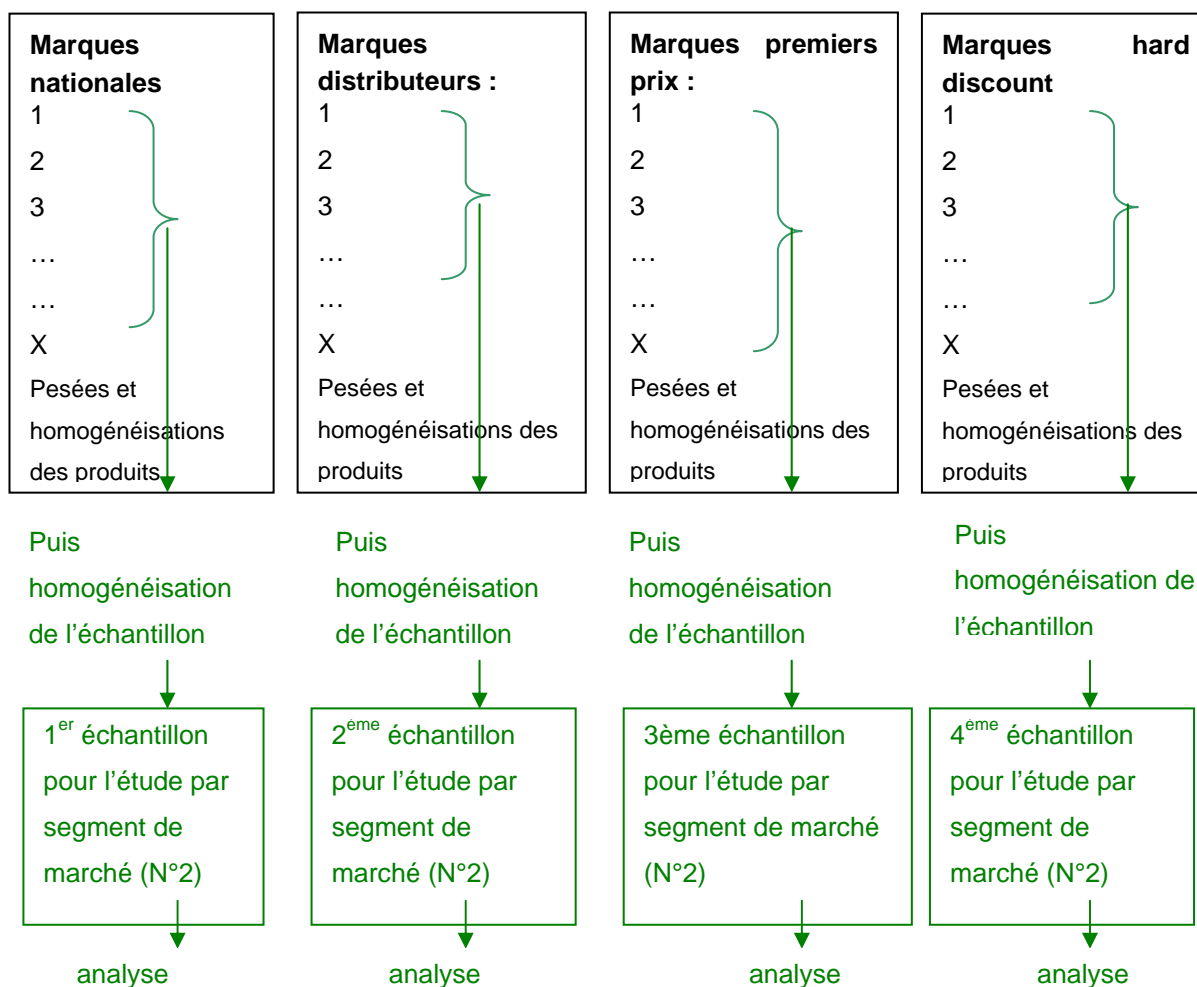 Marques
nationales
1
2
3
…
…
X
Pesées et
homogénéisations
des produits
Marques
distributeurs :
1
2
3
…
…
X
Pesées et
homogénéisations des
produits
Marques premiers
prix :
1
2
3
…
…
X
Pesées et
homogénéisations des
produits
Marques hard
discount
1
2
3
…
…
X
Pesées et
homogénéisations des
produits
Puis
homogénéisation
de l’échantillon
Puis
homogénéisation
de l’échantillon
Puis
homogénéisation
de l’échantillon
Puis
homogénéisation de
l’échantillon
1er échantillon
pour l’étude par
segment de
marché (N°2)
2ème échantillon
pour l’étude par
segment de
marché (N°2)
3ème échantillon
pour l’étude par
segment de marché
(N°2)
4ème échantillon
pour l’étude par
segment de
marché (N°2)
analyse
analyse
analyse
analyse